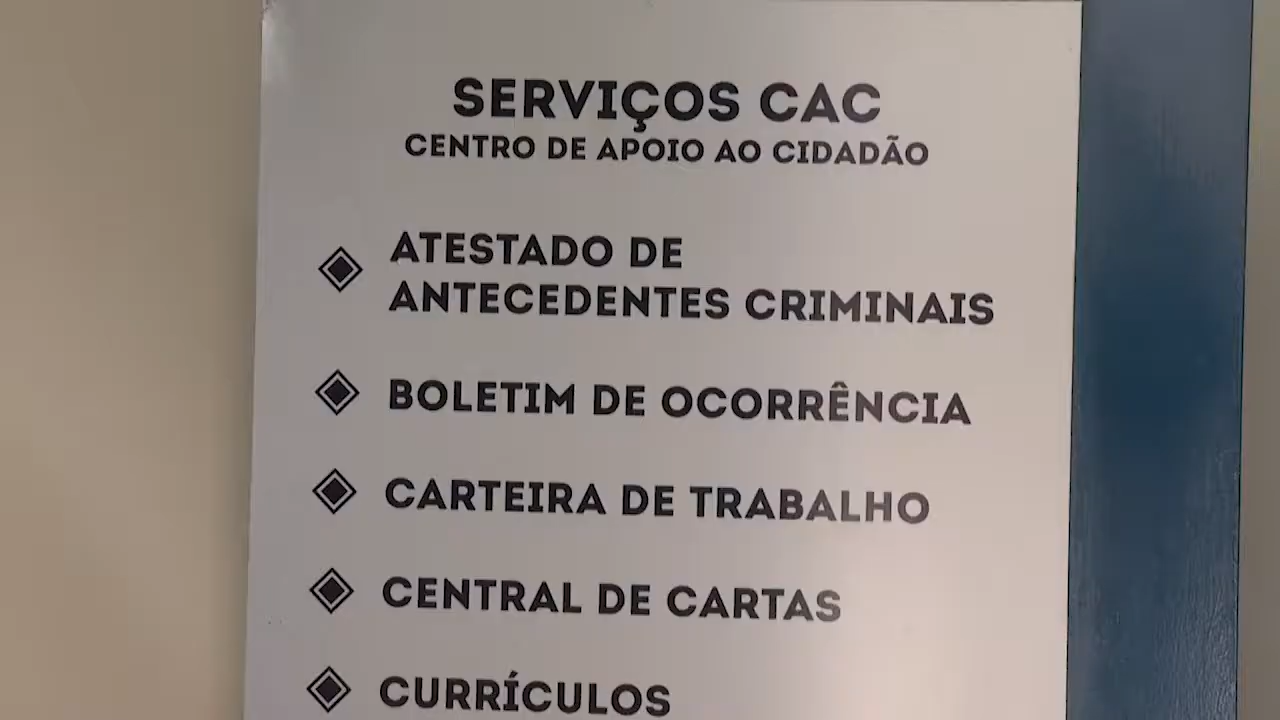 SERVIÇOS CAC
CENTRO DE APOIO AO CIDADÃO
ATESTADO DE
ANTECEDENTES CRIMINAIS
BOLETIM DE OCORRÊNCIA
CARTEIRA DE TRABALHO
CENTRAL DE CARTAS
CURRÍCULOS